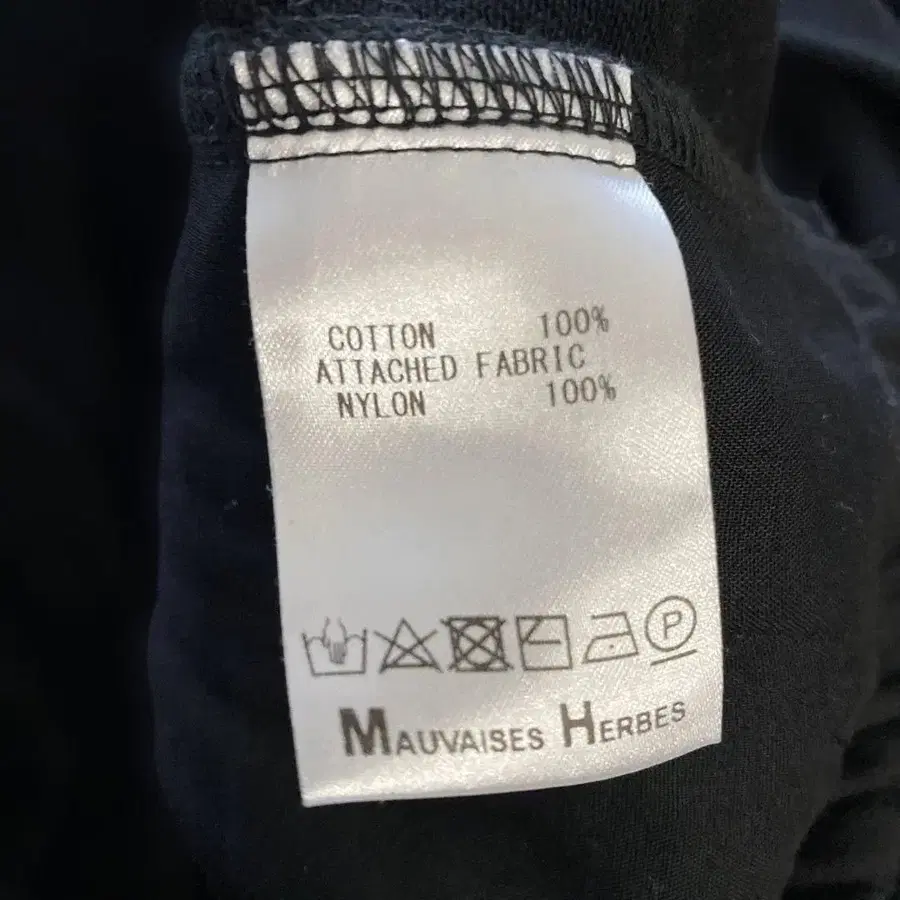 COTTON 100%
ATTACHED FABRIC
NYLON 100%
P
MAUVAISES HERBES